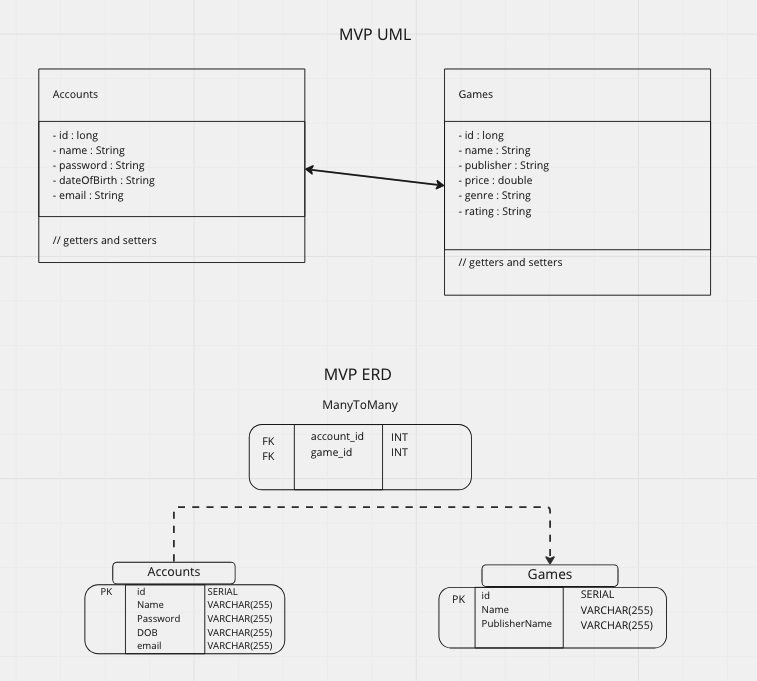 MVP UML
Accounts
- id : long
- name : String
- password : String
- dateOfBirth : String
- email : String
// getters and setters
Games
- id : long
- name : String
- publisher : String
- price : double
- genre : String
- rating : String
// getters and setters
MVP ERD
ManyToMany
FK account_id INT
FK game_id INT
Accounts
PK id SERIAL
Name VARCHAR(255)
Password VARCHAR(255)
DOB VARCHAR(255)
email VARCHAR(255)
Games
PK id SERIAL
Name VARCHAR(255)
PublisherName VARCHAR(255)